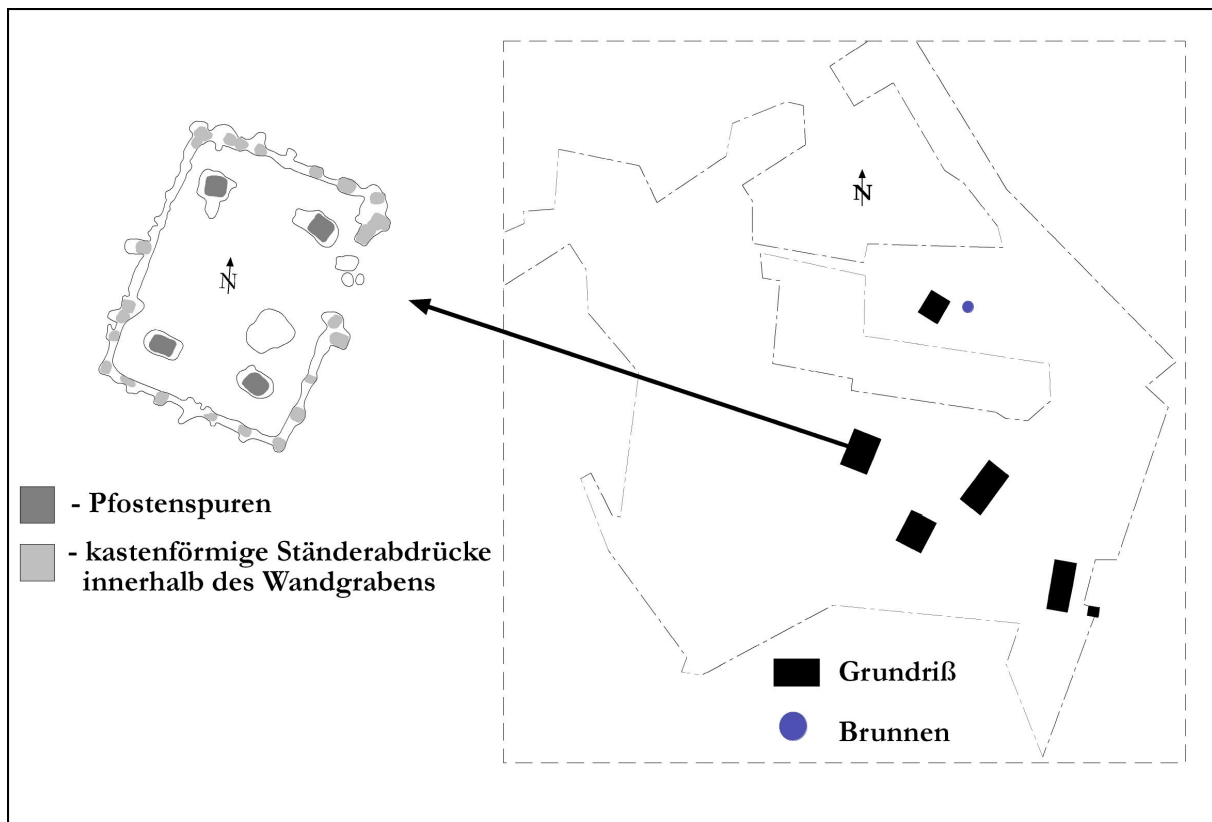 N
N
- Pfostenspuren
- kastenförmige Ständerabdrücke
innerhalb des Wandgrabens
Grundriß
Brunnen